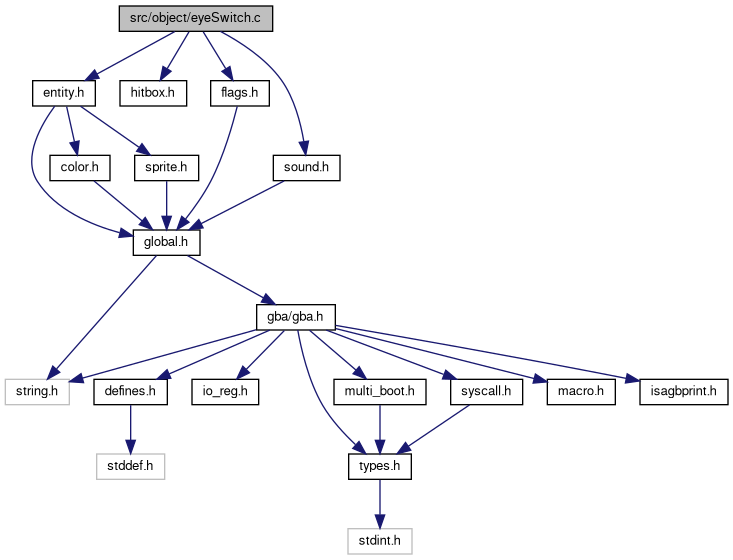 src/object/eyeSwitch.c
entity.h
hitbox.h
flags.h
color.h
sprite.h
sound.h
global.h
gba/gba.h
string.h
defines.h
io_reg.h
multi_boot.h
syscall.h
macro.h
isagbprint.h
stddef.h
types.h
stdint.h